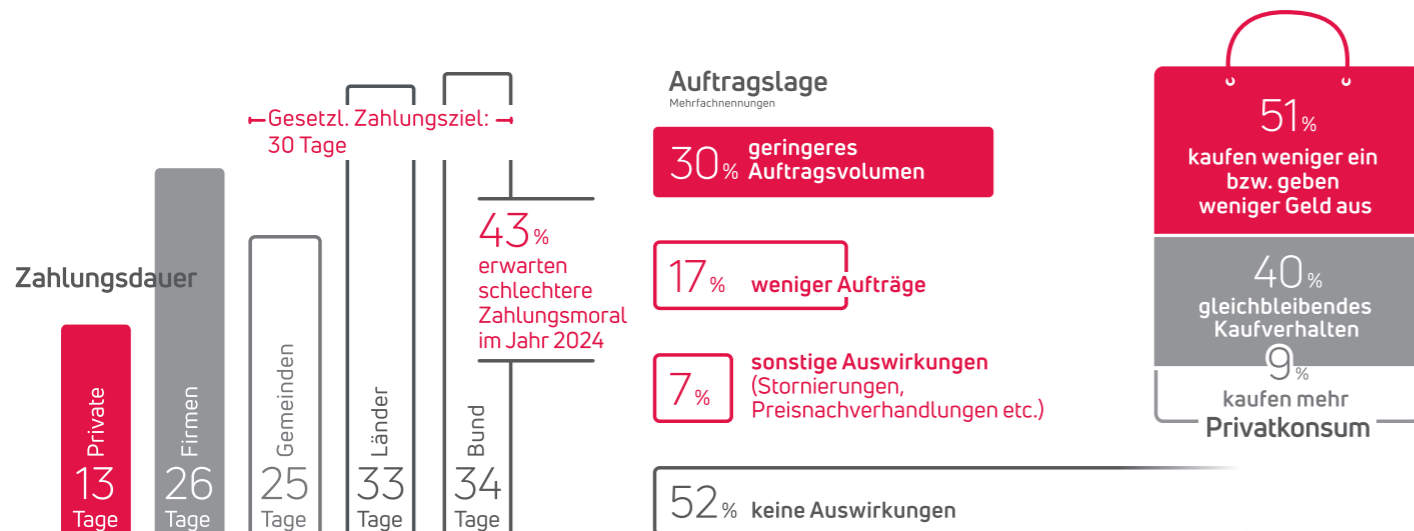 Zahlungsdauer
Gesetzl. Zahlungsziel:
30 Tage
Private
13
Tage
Firmen
26
Tage
Gemeinden
25
Tage
Länder
33
Tage
Bund
34
Tage
43%
erwarten
schlechtere
Zahlungsmoral
im Jahr 2024
Auftragslage
Mehrfachnennungen
30% geringeres
Auftragsvolumen
17% weniger Aufträge
7% sonstige Auswirkungen
(Stornierungen,
Preisnachverhandlungen etc.)
52% keine Auswirkungen
51%
kaufen weniger ein
bzw. geben
weniger Geld aus
40%
gleichbleibendes
Kaufverhalten
9%
kaufen mehr
Privatkonsum